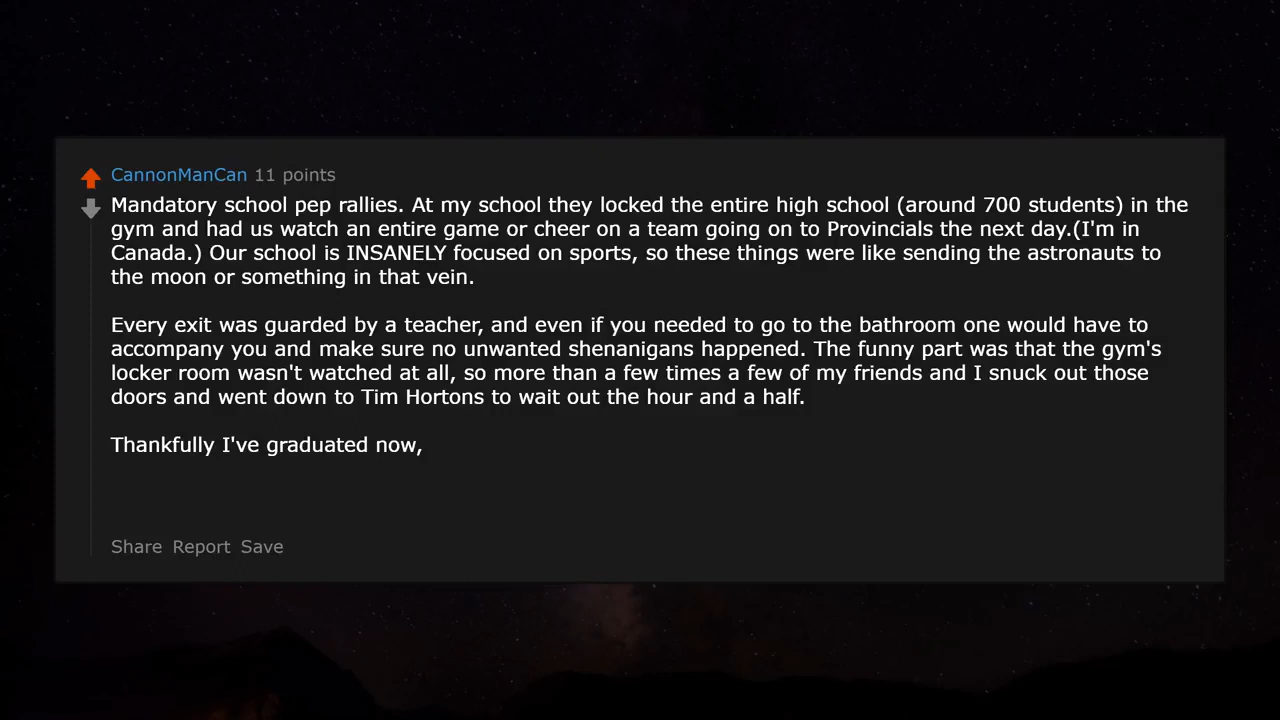 CannonManCan 11 points
Mandatory school pep rallies. At my school they locked the entire high school (around 700 students) in the
gym and had us watch an entire game or cheer on a team going on to Provincials the next day.(I'm in
Canada.) Our school is INSANELY focused on sports, so these things were like sending the astronauts to
the moon or something in that vein.
Every exit was guarded by a teacher, and even if you needed to go to the bathroom one would have to
accompany you and make sure no unwanted shenanigans happened. The funny part was that the gym's
locker room wasn't watched at all, so more than a few times a few of my friends and I snuck out those
doors and went down to Tim Hortons to wait out the hour and a half.
Thankfully I've graduated now,
Share Report Save